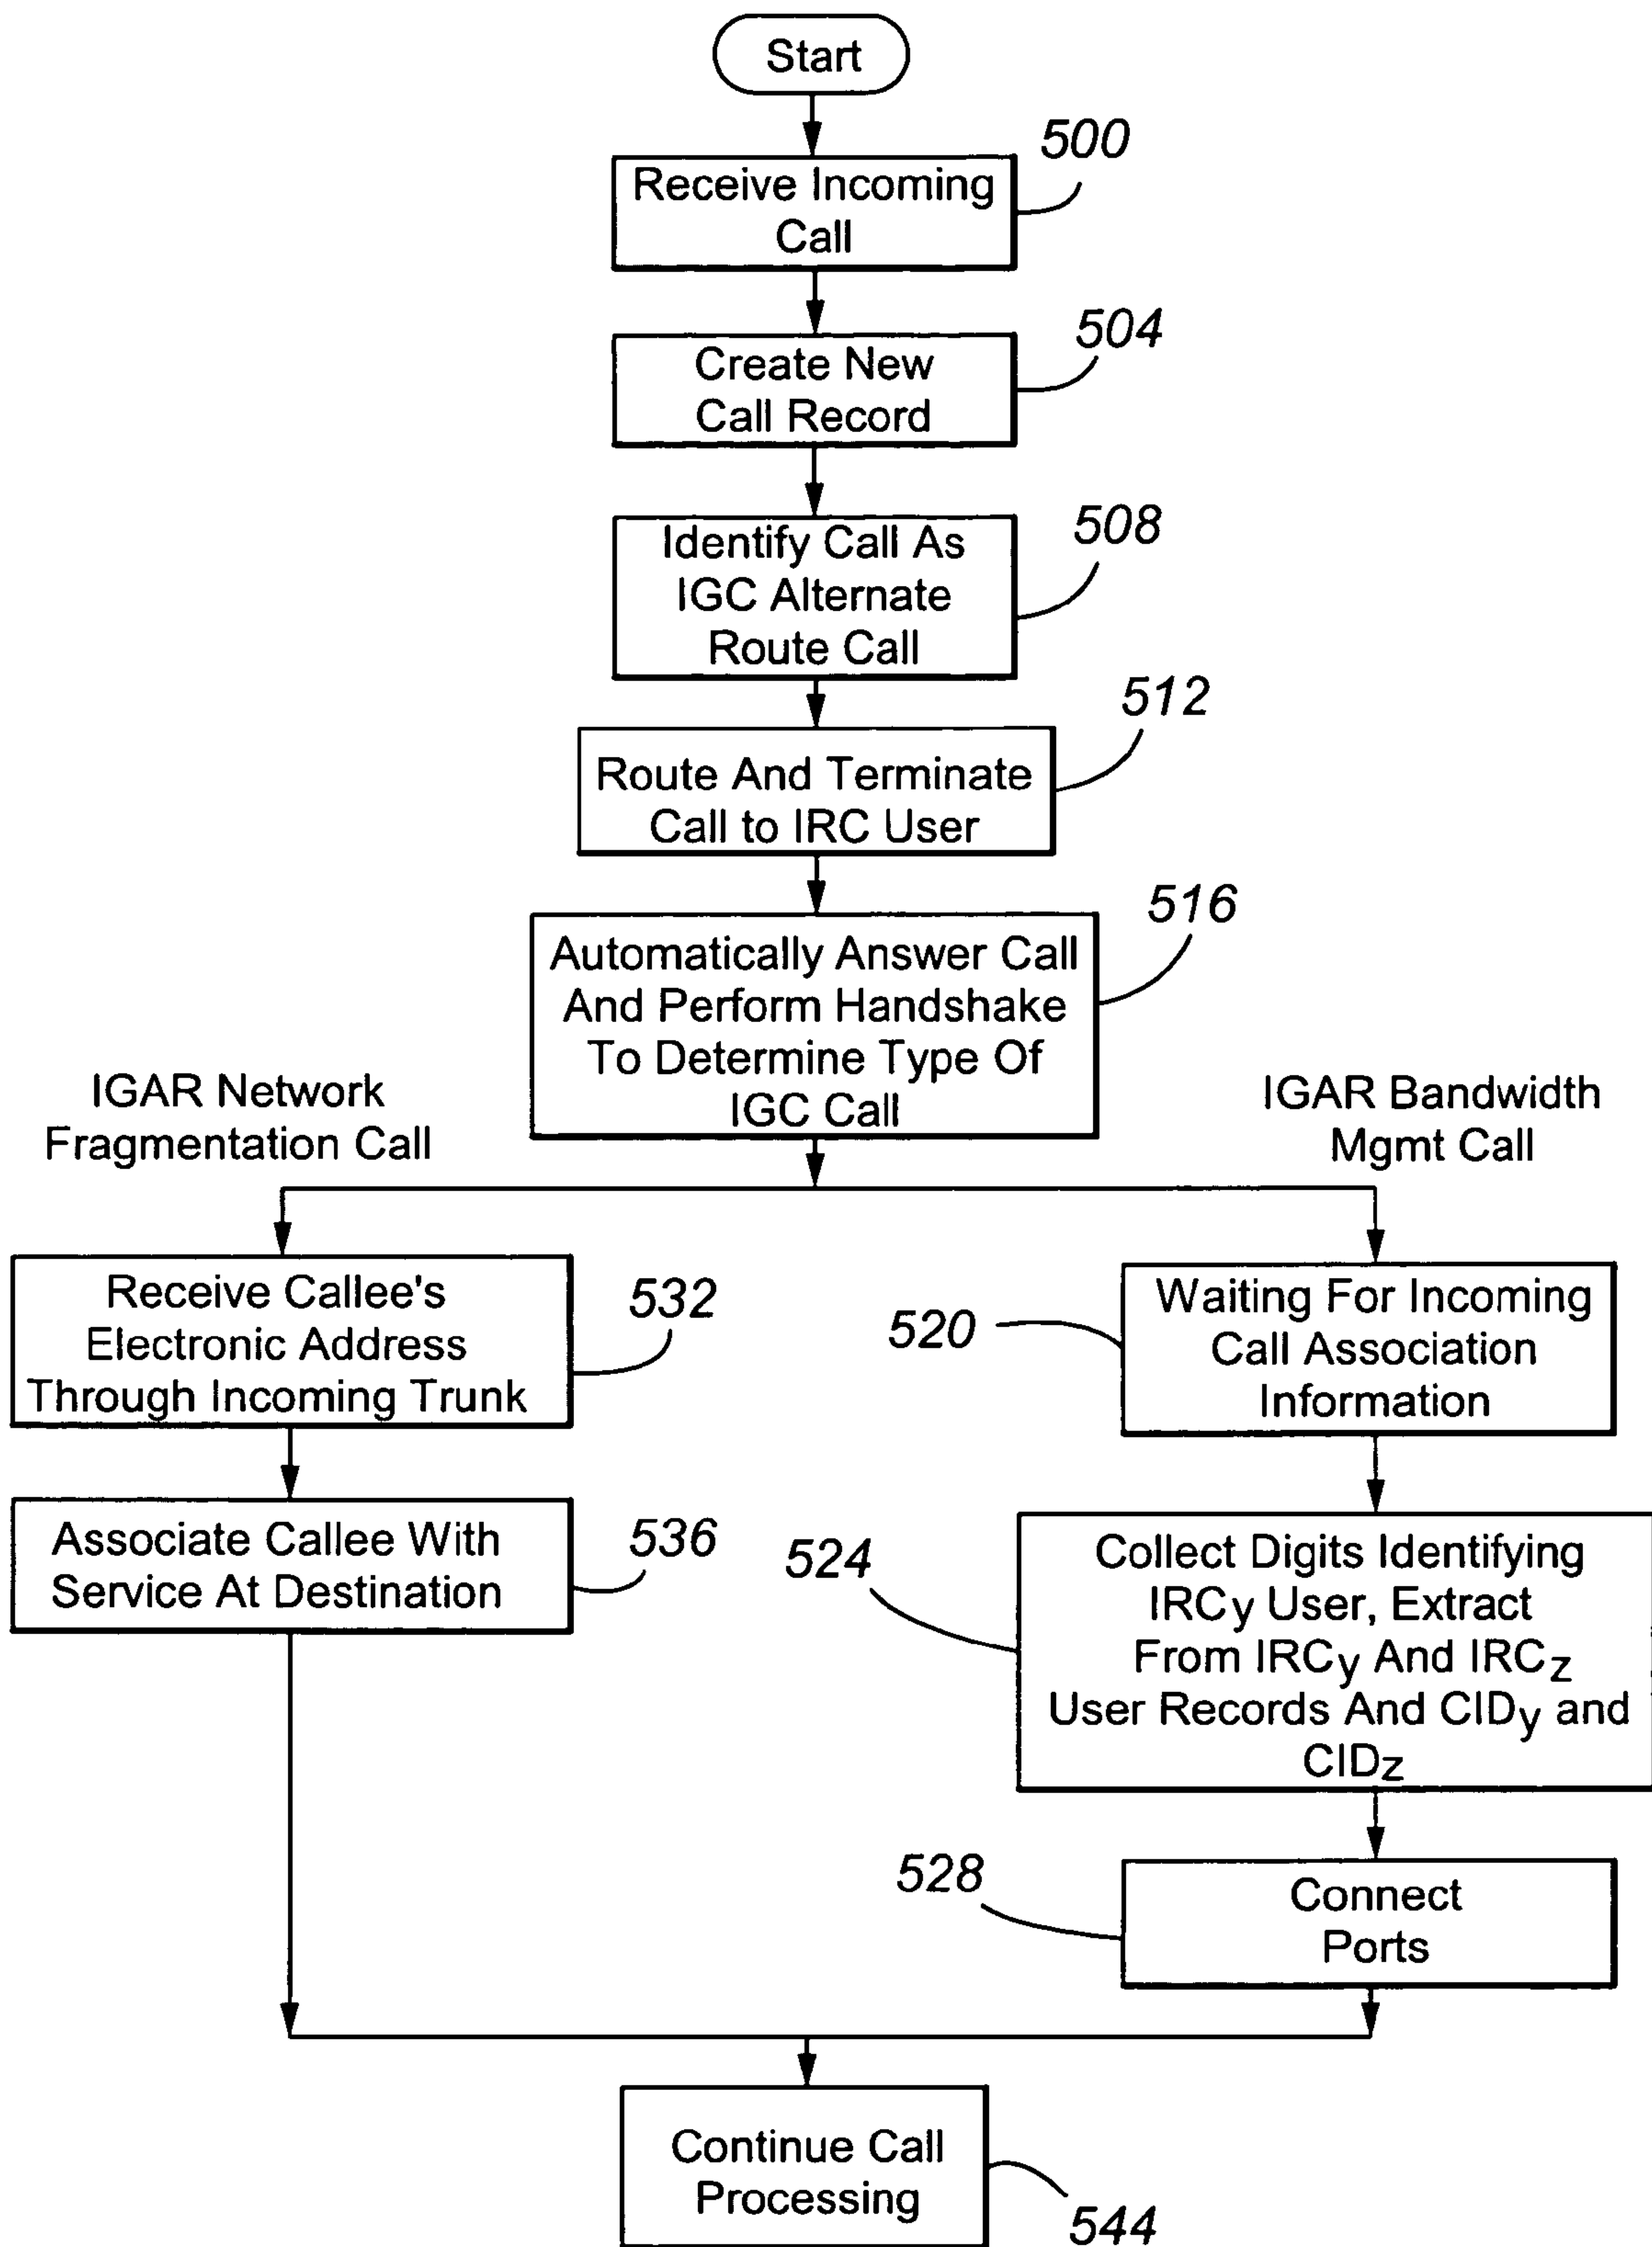 Start
500
Receive Incoming
Call
504
Create New
Call Record
508
Identify Call As
IGC Alternate
Route Call
512
Route And Terminate
Call to IRC User
516
Automatically Answer Call
And Perform Handshake
To Determine Type Of
IGC Call
IGAR Network
Fragmentation Call
IGAR Bandwidth
Mgmt Call
Receive Callee's
Electronic Address
Through Incoming Trunk
532
520
Waiting For Incoming
Call Association
Information
Associate Callee With
Service At Destination
536
524
Collect Digits Identifying
IRCy User, Extract
From IRCy And IRCz
User Records And CIDy and
CIDz
528
Connect
Ports
Continue Call
Processing
544